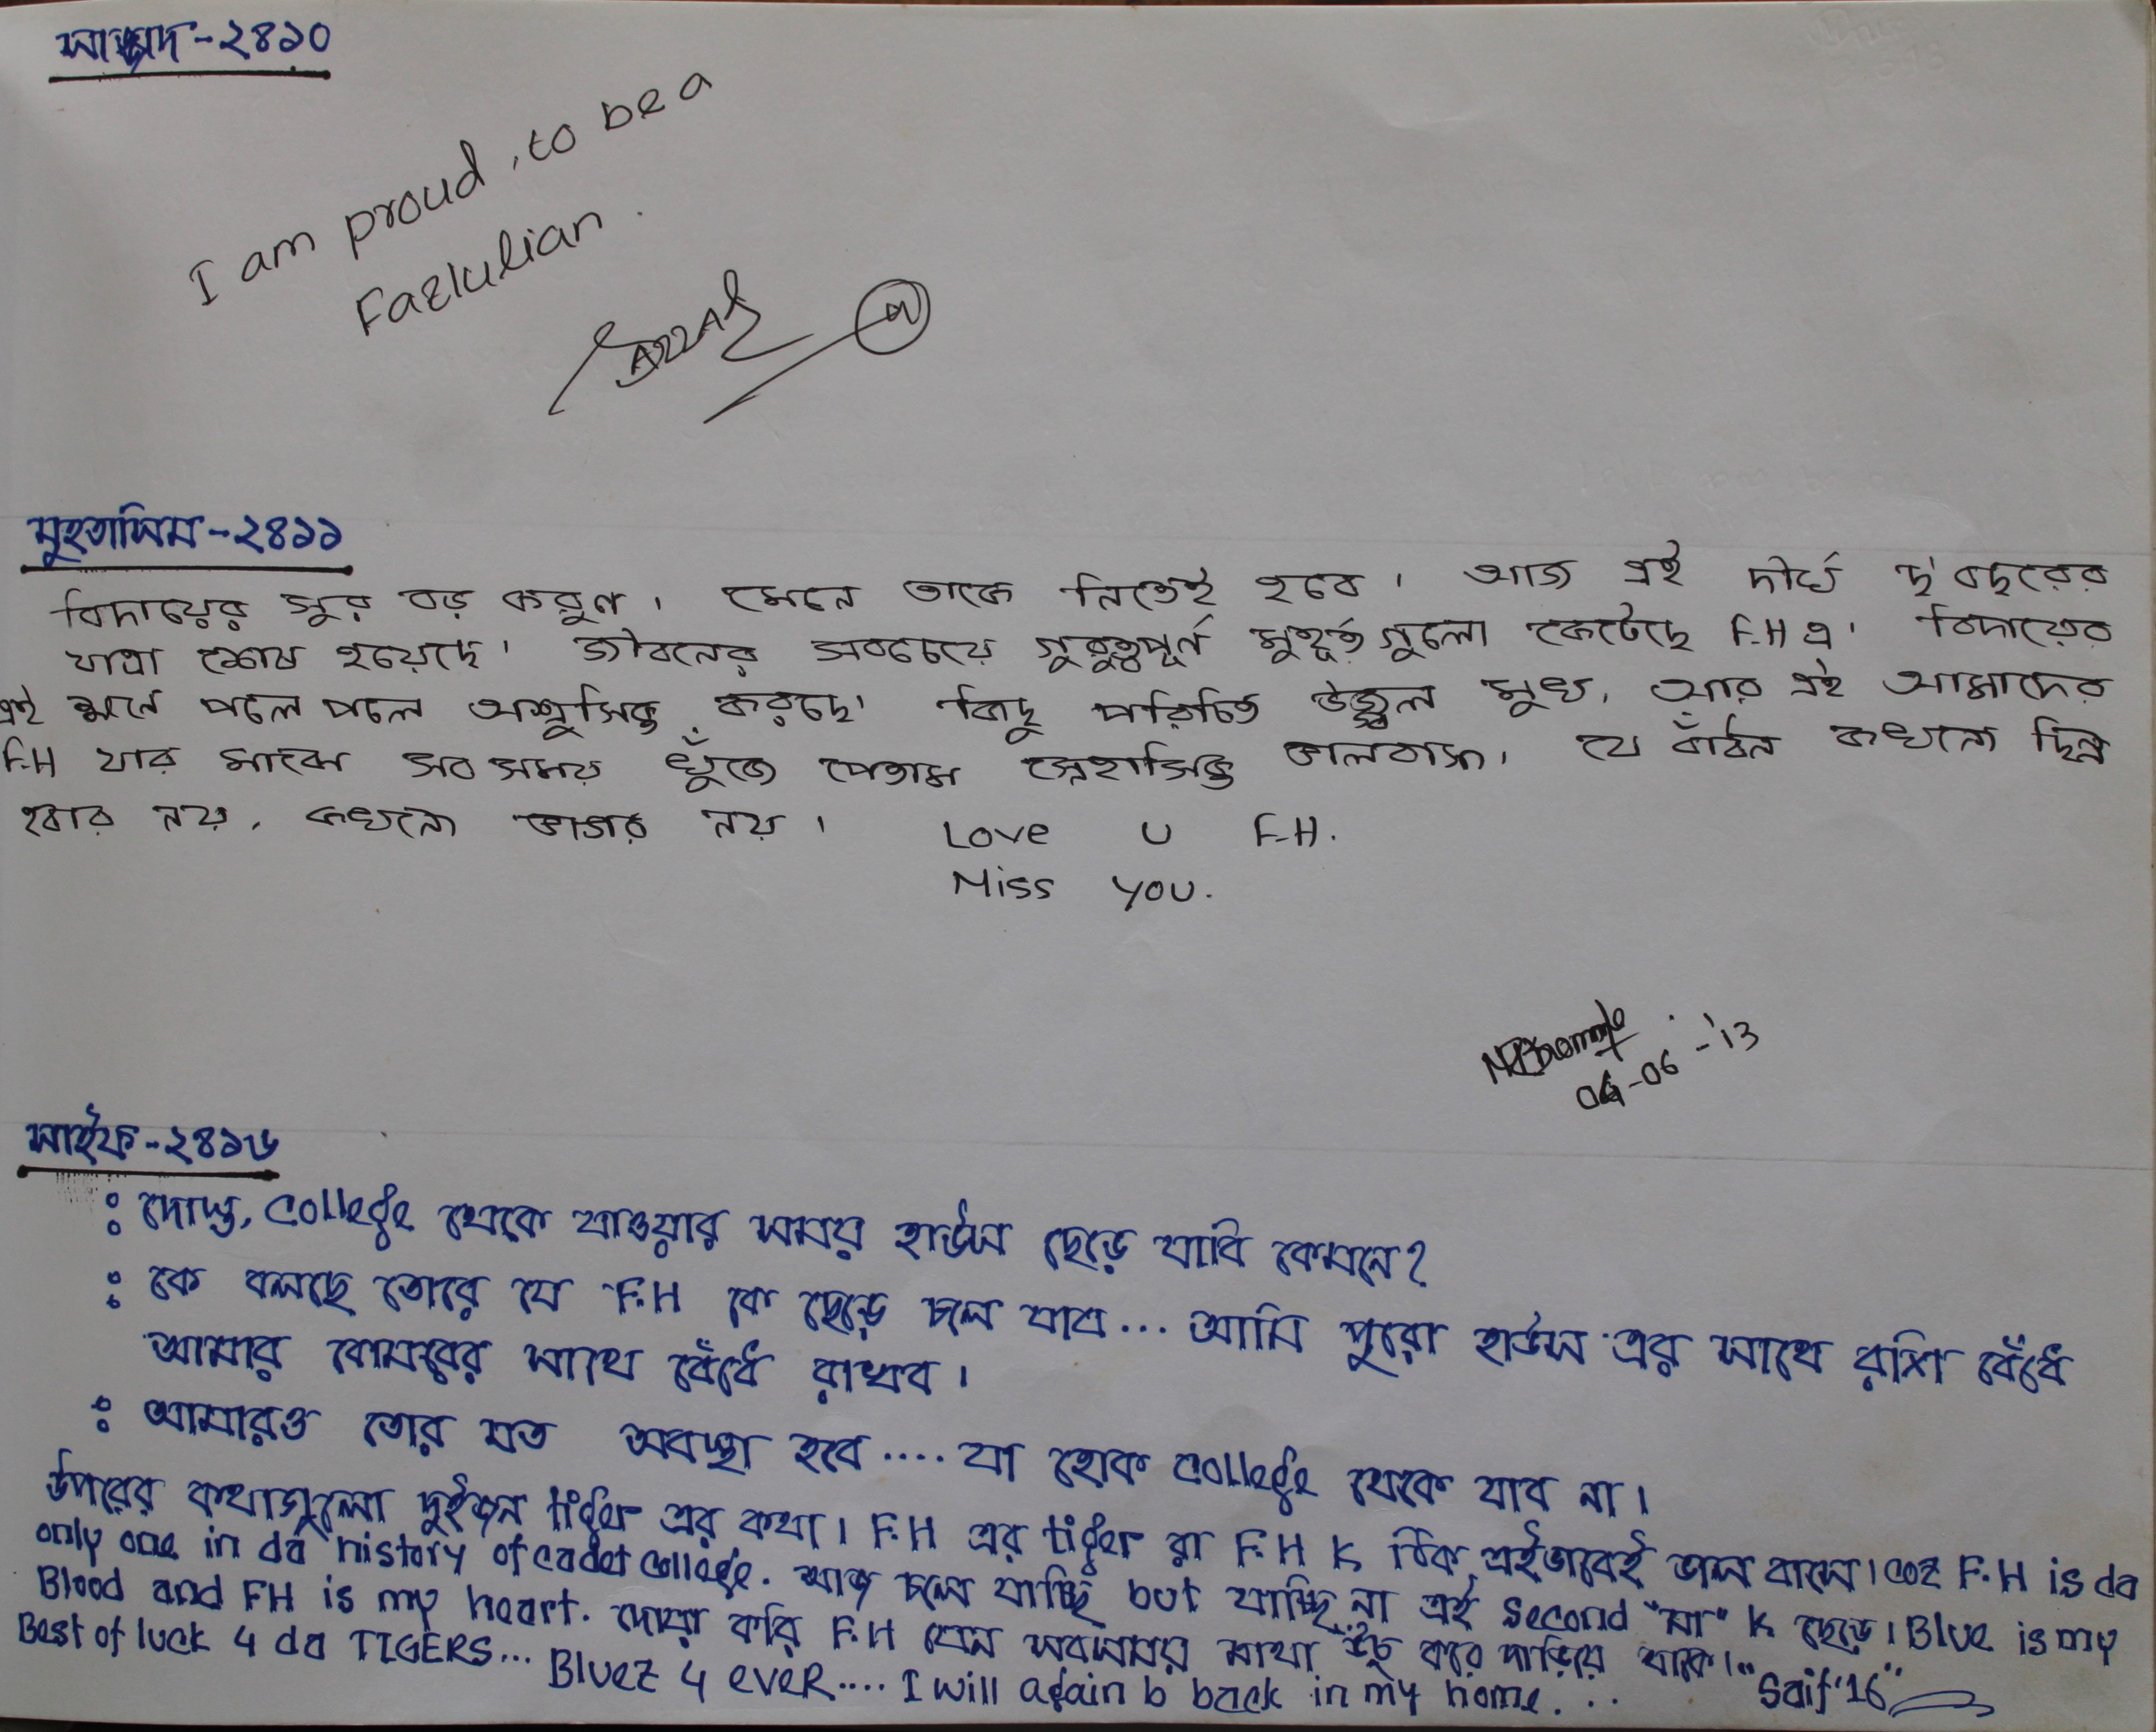 সাজ্জাদ-২৪১০
I am proud, to be a
Fazlulian.
মুহতাসিম-২৪১১
বিদায়ের সুর বড় করুণ। মেনে তাকে নিতেই হবে। আজ এই দীর্ঘ ছ'বছরের
যাত্রা শেষ হয়েছে। জীবনের সবচেয়ে গুরুত্বপূর্ণ মুহূর্তগুলো কেটেছে F.H এ। বিদায়ের
এই ক্ষনে পলে পলে অশ্রুসিক্ত করছে। কিছু পরিচিত উজ্জ্বল মুখ, আর এই আমাদের
F.H যার মাঝে সব সময় খুঁজে পেতাম স্নেহাসিক্ত ভালবাসা। যে বাঁধন কখনো ছিন্ন
হবার নয়, কখনো ভাঙ্গার নয়। Love U F.H.
Miss you.
06-'13
সাইফ-২৪১৬
: দোস্ত, college থেকে যাওয়ার সময় হাউস ছেড়ে যাবি কেমনে?
: কে বলছে তোরে যে F.H কে ছেড়ে চলে যাব... আমি পুরো হাউস এর সাথে রশি বেঁধে
আমার কোমরের সাথে বেঁধে রাখব।
: আমারও তোর মত অবস্থা হবে.... যা হোক college থেকে যাব না।
উপরের কথাগুলো দুইজন tiger এর কথা। F.H এর tiger রা F.H k ঠিক এইভাবেই ভাল বাসে। coz F.H is da
only one in da history of cadet college. আজ চলে যাচ্ছি but যাচ্ছি না এই second "মা" k ছেড়ে। Blue is my
Blood and FH is my heart. দোয়া করি F.H যেন সবসময় মাথা উঁচু করে দাড়িয়ে থাকে।
Best of luck 4 da TIGERS... Bluez 4 eveR.... I will again b back in my home...
"Saif'16"